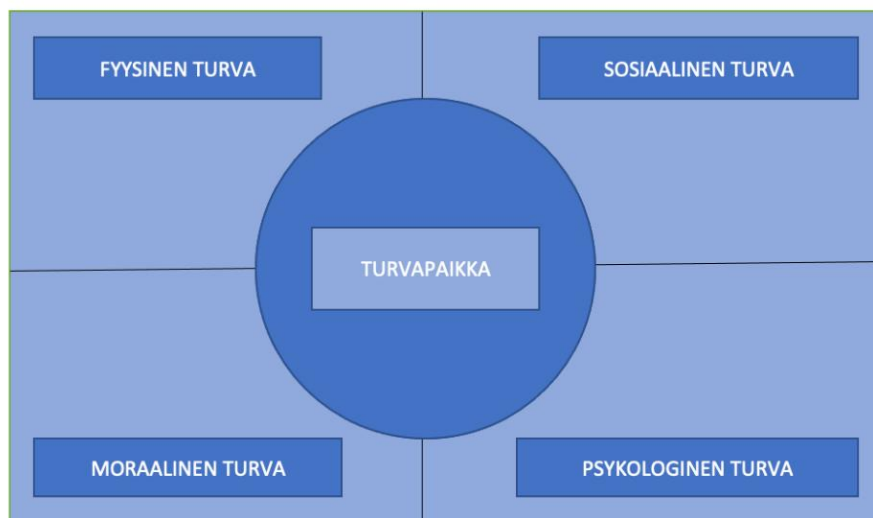 FYYSINEN TURVA
SOSIAALINEN TURVA
TURVAPAIKKA
MORAALINEN TURVA
PSYKOLOGINEN TURVA